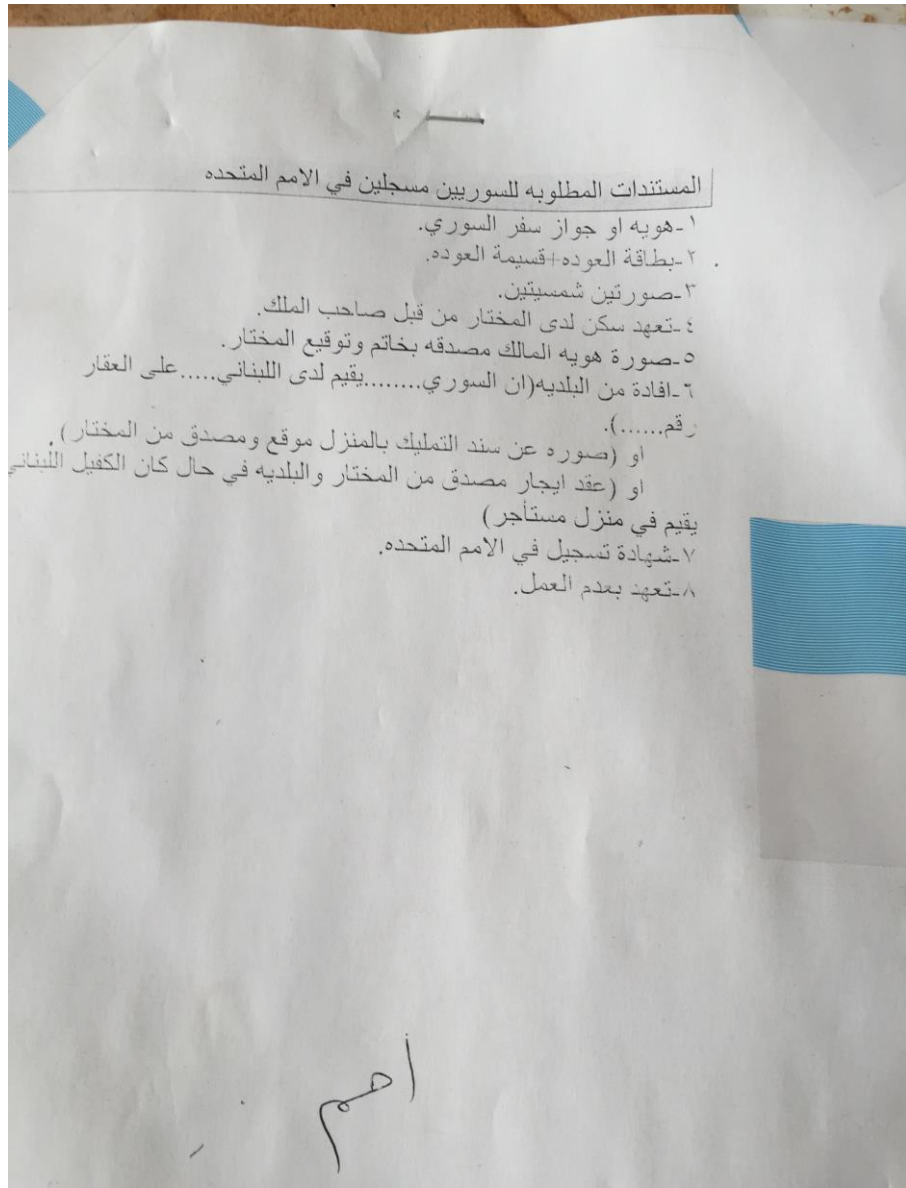 المستندات المطلوبه للسوريين مسجلين في الامم المتحده
١-هويه او جواز سفر السوري.
٢-بطاقة العوده+قسيمة العوده.
٣-صورتين شمسيتين.
٤-تعهد سكن لدى المختار من قبل صاحب الملك.
٥-صورة هويه المالك مصدقه بخاتم وتوقيع المختار.
٦-افادة من البلديه(ان السوري........يقيم لدى اللبناني.....على العقار
رقم......).
او (صوره عن سند التمليك بالمنزل موقع ومصدق من المختار).
او (عقد ايجار مصدق من المختار والبلديه في حال كان الكفيل اللبناني
يقيم في منزل مستأجر)
٧-شهادة تسجيل في الامم المتحده.
٨-تعهد بعدم العمل.